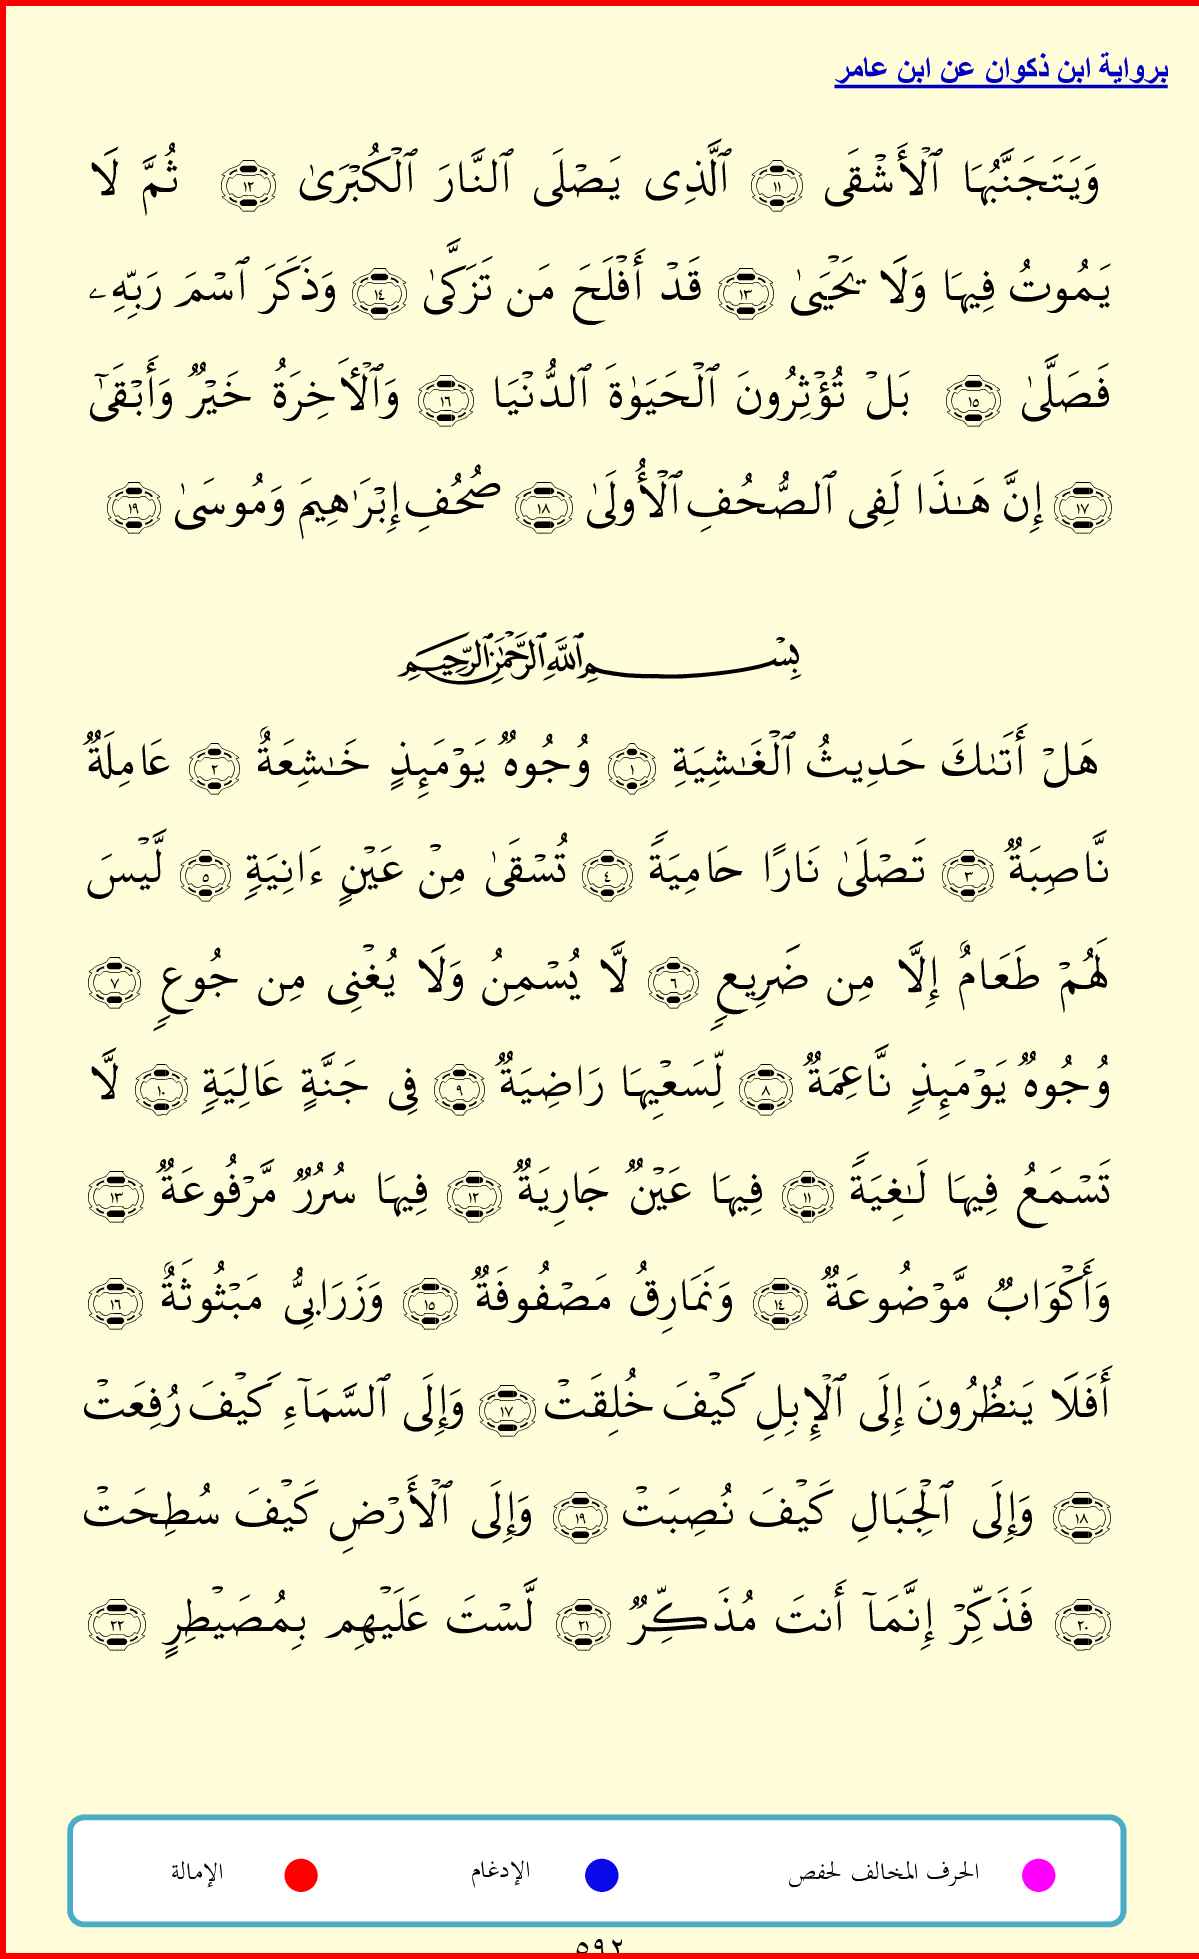 برواية ابن ذكوان عن ابن عامر
وَيَتَجَنَّبُهَا ٱلْأَشْقَى ١١ ٱلَّذِى يَصْلَى ٱلنَّارَ ٱلْكُبْرَىٰ ١٢ ثُمَّ لَا
يَمُوتُ فِيهَا وَلَا يَحْيَىٰ ١٣ قَدْ أَفْلَحَ مَن تَزَكَّىٰ ١٤ وَذَكَرَ ٱسْمَ رَبِّهِۦ
فَصَلَّىٰ ١٥ بَلْ تُؤْثِرُونَ ٱلْحَيَوٰةَ ٱلدُّنْيَا ١٦ وَٱلْأَخِرَةُ خَيْرٌ وَأَبْقَىٰٓ
١٧ إِنَّ هَـٰذَا لَفِى ٱلصُّحُفِ ٱلْأُولَىٰ ١٨ صُحُفِ إِبْرَٰهِيمَ وَمُوسَىٰ ١٩
بِسْمِ ٱللَّهِ ٱلرَّحْمَـٰنِ ٱلرَّحِيمِ
هَلْ أَتَىٰكَ حَدِيثُ ٱلْغَـٰشِيَةِ ١ وُجُوهٌ يَوْمَئِذٍ خَـٰشِعَةٌ ٢ عَامِلَةٌ
نَّاصِبَةٌ ٣ تَصْلَىٰ نَارًا حَامِيَةً ٤ تُسْقَىٰ مِنْ عَيْنٍ ءَانِيَةٍ ٥ لَّيْسَ
لَهُمْ طَعَامٌ إِلَّا مِن ضَرِيعٍ ٦ لَّا يُسْمِنُ وَلَا يُغْنِى مِن جُوعٍ ٧
وُجُوهٌ يَوْمَئِذٍ نَّاعِمَةٌ ٨ لِّسَعْيِهَا رَاضِيَةٌ ٩ فِى جَنَّةٍ عَالِيَةٍ ١٠ لَّا
تَسْمَعُ فِيهَا لَـٰغِيَةً ١١ فِيهَا عَيْنٌ جَارِيَةٌ ١٢ فِيهَا سُرُرٌ مَّرْفُوعَةٌ ١٣
وَأَكْوَابٌ مَّوْضُوعَةٌ ١٤ وَنَمَارِقُ مَصْفُوفَةٌ ١٥ وَزَرَابِىُّ مَبْثُوثَةٌ ١٦
أَفَلَا يَنظُرُونَ إِلَى ٱلْإِبِلِ كَيْفَ خُلِقَتْ ١٧ وَإِلَى ٱلسَّمَآءِ كَيْفَ رُفِعَتْ
١٨ وَإِلَى ٱلْجِبَالِ كَيْفَ نُصِبَتْ ١٩ وَإِلَى ٱلْأَرْضِ كَيْفَ سُطِحَتْ
٢٠ فَذَكِّرْ إِنَّمَآ أَنتَ مُذَكِّرٌ ٢١ لَّسْتَ عَلَيْهِم بِمُصَيْطِرٍ ٢٢
الحرف المخالف لحفص الإدغام الإمالة
٥٩٢